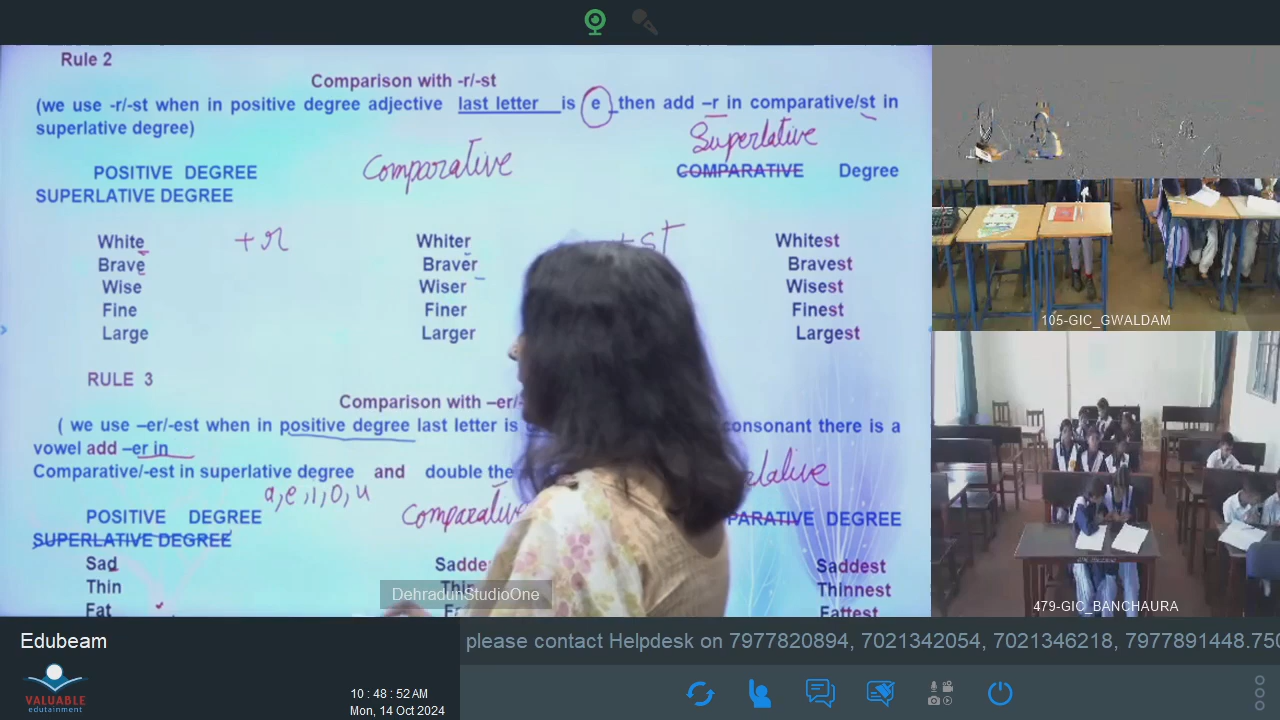 Rule 2
Comparison with -r/-st
(we use -r/-st when in positive degree adjective last letter is e then add –r in comparative/st in
superlative degree)
Superlative
Comparative
POSITIVE DEGREE COMPARATIVE Degree
SUPERLATIVE DEGREE
+r +st
White Whiter Whitest
Brave Braver Bravest
Wise Wiser Wisest
Fine Finer Finest
Large Larger Largest
RULE 3
Comparison with –er/-
( we use –er/-est when in positive degree last letter is consonant there is a
vowel add –er in
Comparative/-est in superlative degree and double the
a, e, i, o, u
Comparative
POSITIVE DEGREE PARATIVE DEGREE
SUPERLATIVE DEGREE
Sad Sadde Saddest
Thin Thin Thinnest
Fat Fattest
DehradunStudioOne
105-GIC_GWALDAM
479-GIC_BANCHAURA
Edubeam
please contact Helpdesk on 7977820894, 7021342054, 7021346218, 7977891448.750
VALUABLE
edutainment
10 : 48 : 52 AM
Mon, 14 Oct 2024